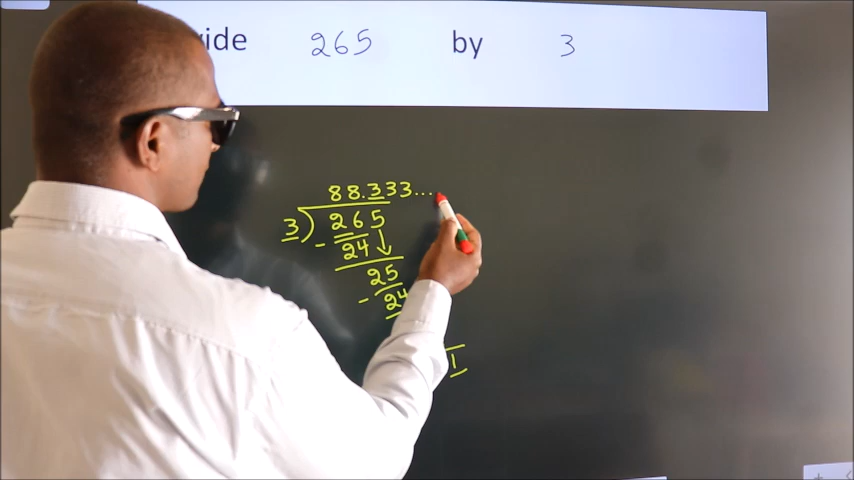 ide 265 by 3
88.333...
3) 265
- 24 ↓
25
- 24
1